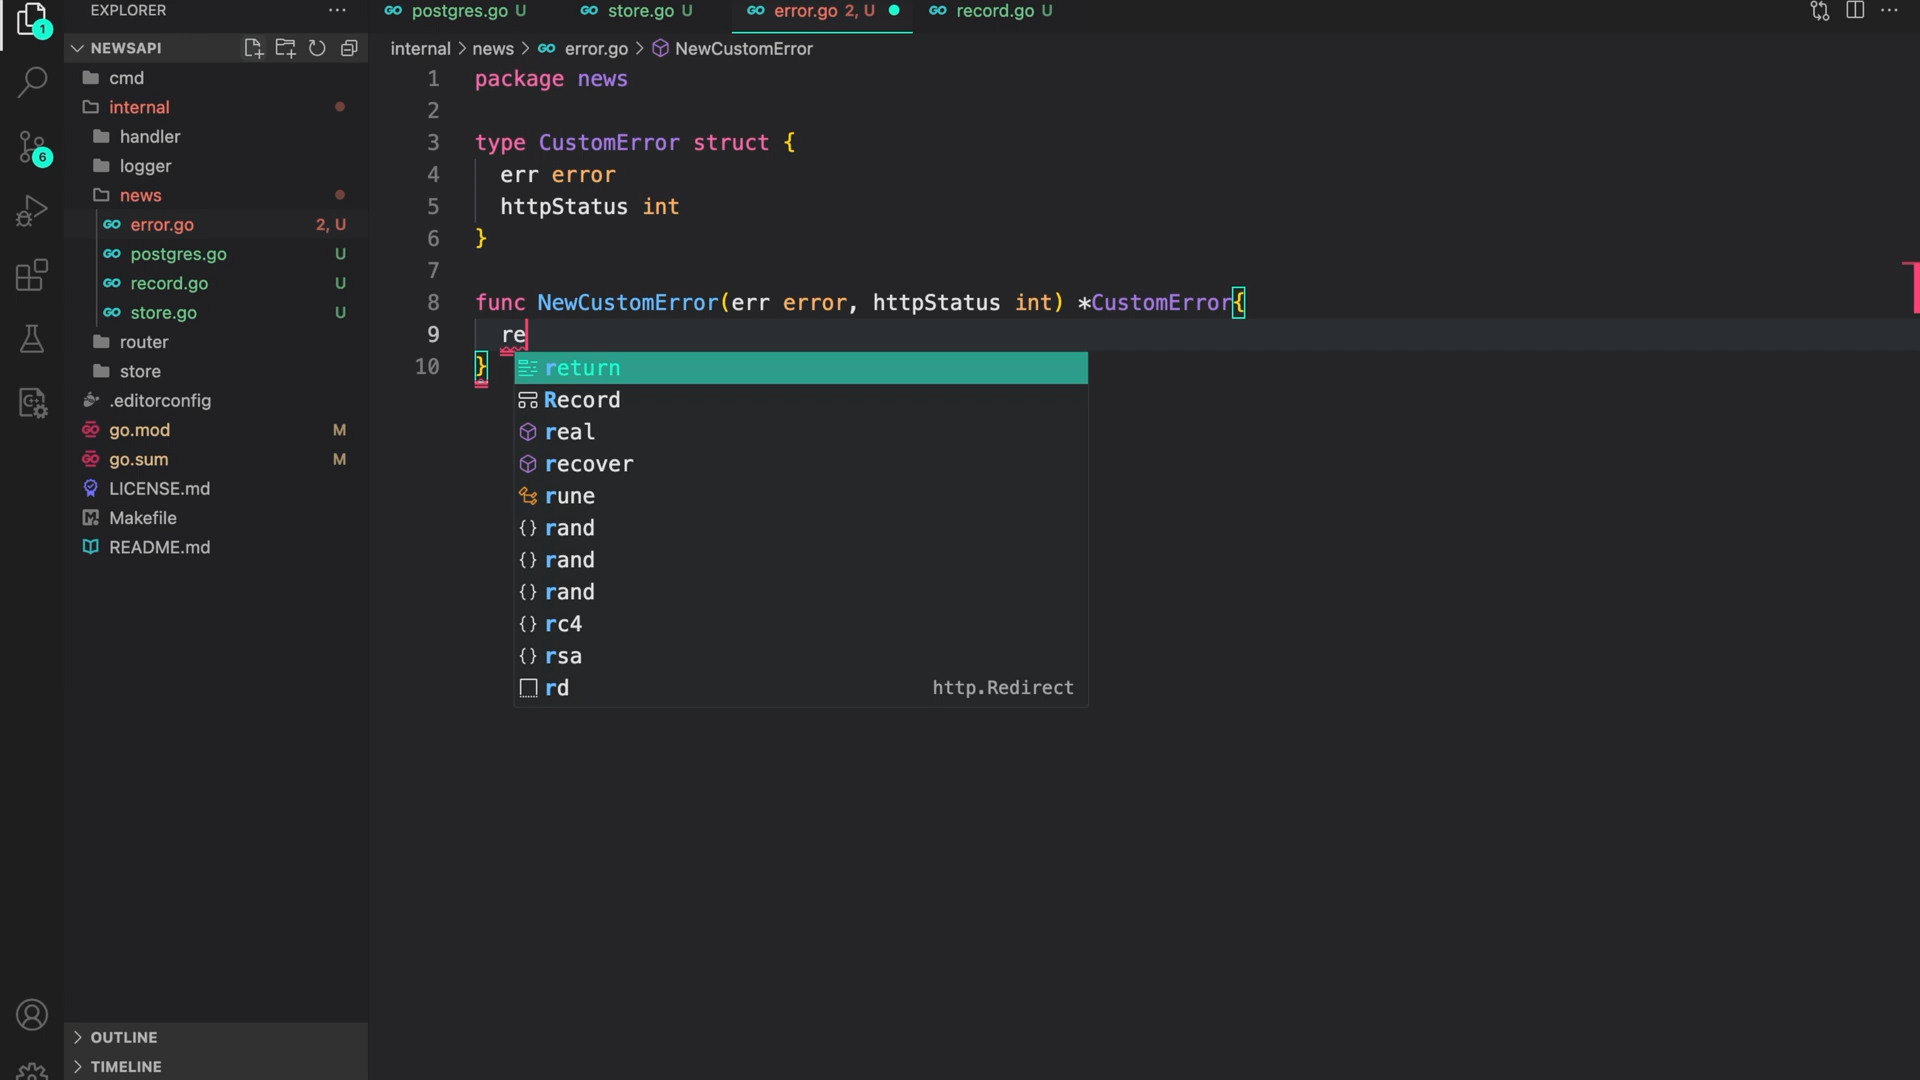 EXPLORER
NEWSAPI
cmd
internal
handler
logger
news
error.go 2, U
postgres.go U
record.go U
store.go U
router
store
.editorconfig
go.mod M
go.sum M
LICENSE.md
Makefile
README.md
OUTLINE
TIMELINE
1
6
postgres.go U store.go U error.go 2, U record.go U
internal > news > error.go > NewCustomError
1 package news
2
3 type CustomError struct {
4 err error
5 httpStatus int
6 }
7
8 func NewCustomError(err error, httpStatus int) *CustomError{
9 re
10 }
return
Record
real
recover
rune
rand
rand
rand
rc4
rsa
rd http.Redirect